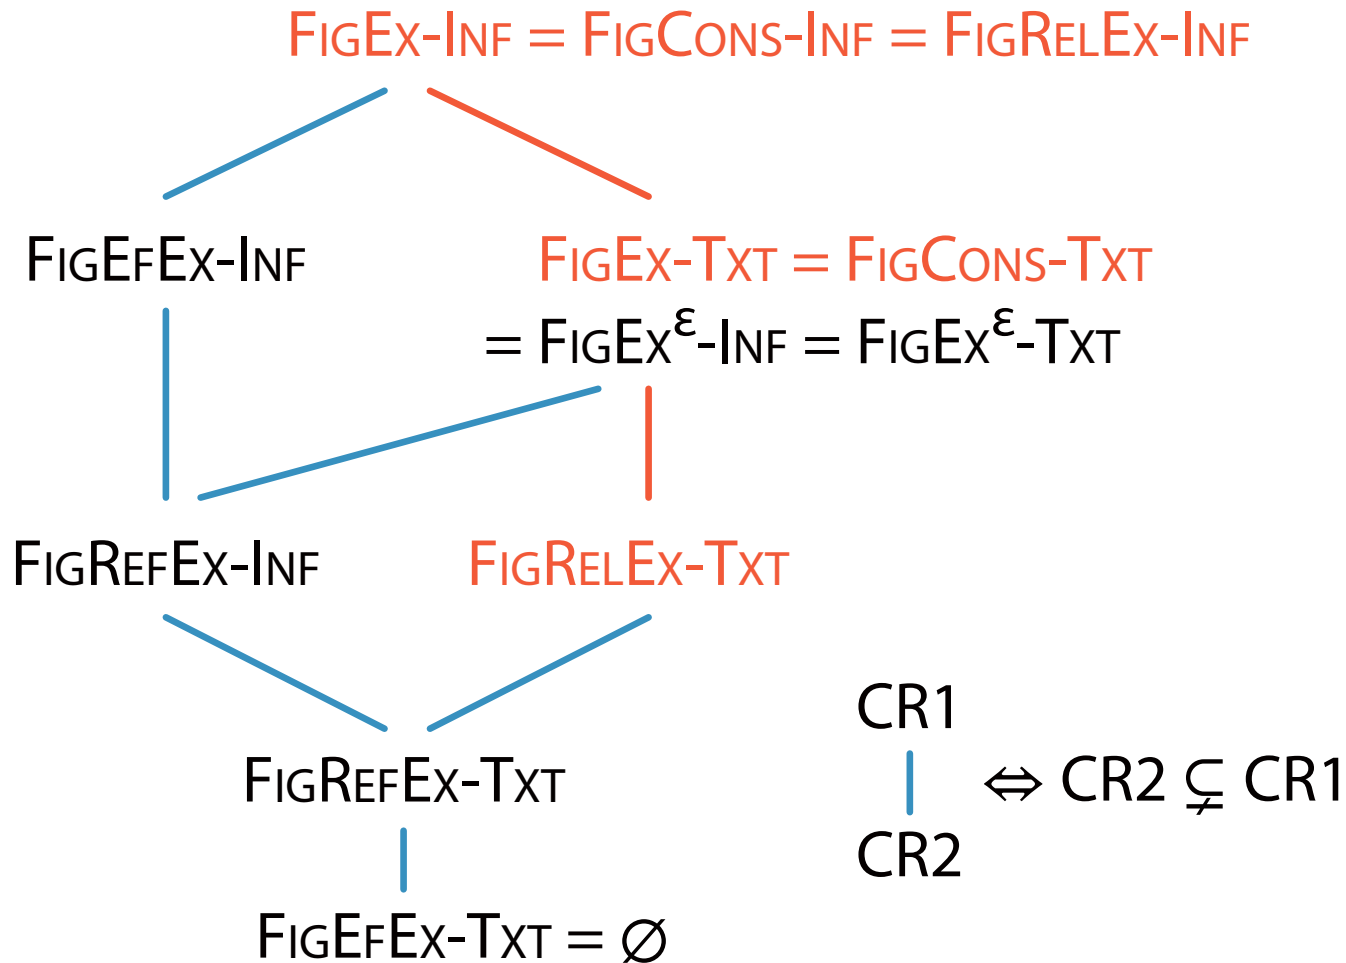 FIGEX-INF = FIGCONS-INF = FIGRELEX-INF
FIGEFEX-INF
FIGEX-TXT = FIGCONS-TXT
= FIGEX^ε-INF = FIGEX^ε-TXT
FIGREFEX-INF
FIGRELEX-TXT
FIGREFEX-TXT
FIGEFEX-TXT = ∅
CR1
⇔ CR2 ⊊ CR1
CR2